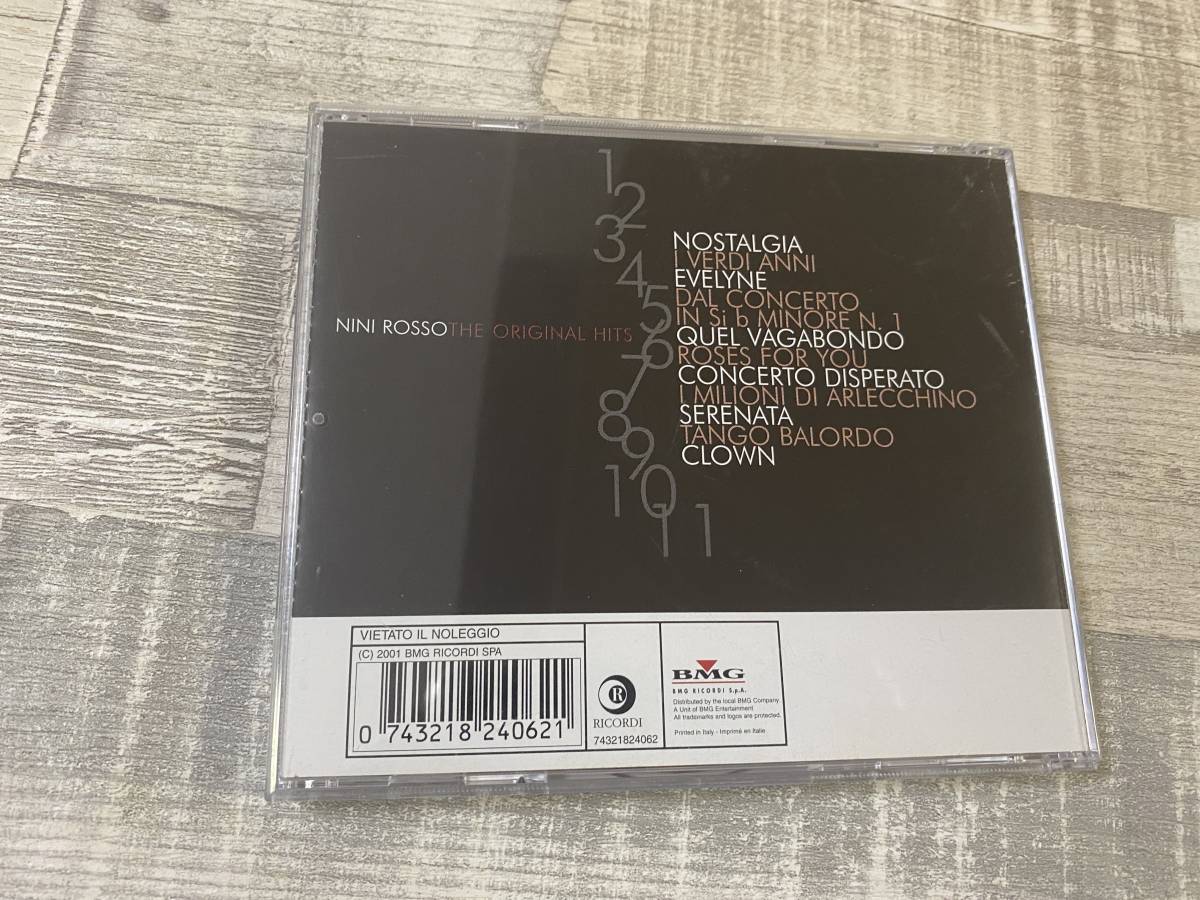 1
2
3
4
5
6
7
8
9
10
11
NINI ROSSO THE ORIGINAL HITS
NOSTALGIA
I VERDI ANNI
EVELYNE
DAL CONCERTO
IN Si b MINORE N. 1
QUEL VAGABONDO
ROSES FOR YOU
CONCERTO DISPERATO
I MILIONI DI ARLECCHINO
SERENATA
TANGO BALORDO
CLOWN
VIETATO IL NOLEGGIO
(C) 2001 BMG RICORDI SPA
0 743218 240621
R
RICORDI
74321824062
BMG
BMG RICORDI S.p.A.
Distributed by the local BMG Company
A Unit of BMG Entertainment
All trademarks and logos are protected.
Printed in Italy - Imprimé en Italie